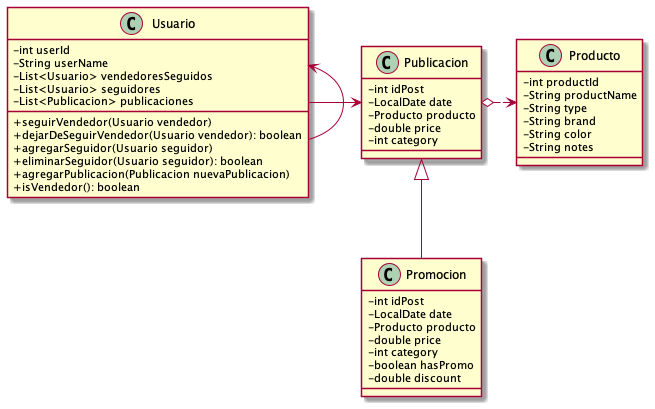 C Usuario
-int userId
-String userName
-List<Usuario> vendedoresSeguidos
-List<Usuario> seguidores
-List<Publicacion> publicaciones
+seguirVendedor(Usuario vendedor)
+dejarDeSeguirVendedor(Usuario vendedor): boolean
+agregarSeguidor(Usuario seguidor)
+eliminarSeguidor(Usuario seguidor): boolean
+agregarPublicacion(Publicacion nuevaPublicacion)
+isVendedor(): boolean
C Publicacion
-int idPost
-LocalDate date
-Producto producto
-double price
-int category
C Producto
-int productId
-String productName
-String type
-String brand
-String color
-String notes
C Promocion
-int idPost
-LocalDate date
-Producto producto
-double price
-int category
-boolean hasPromo
-double discount